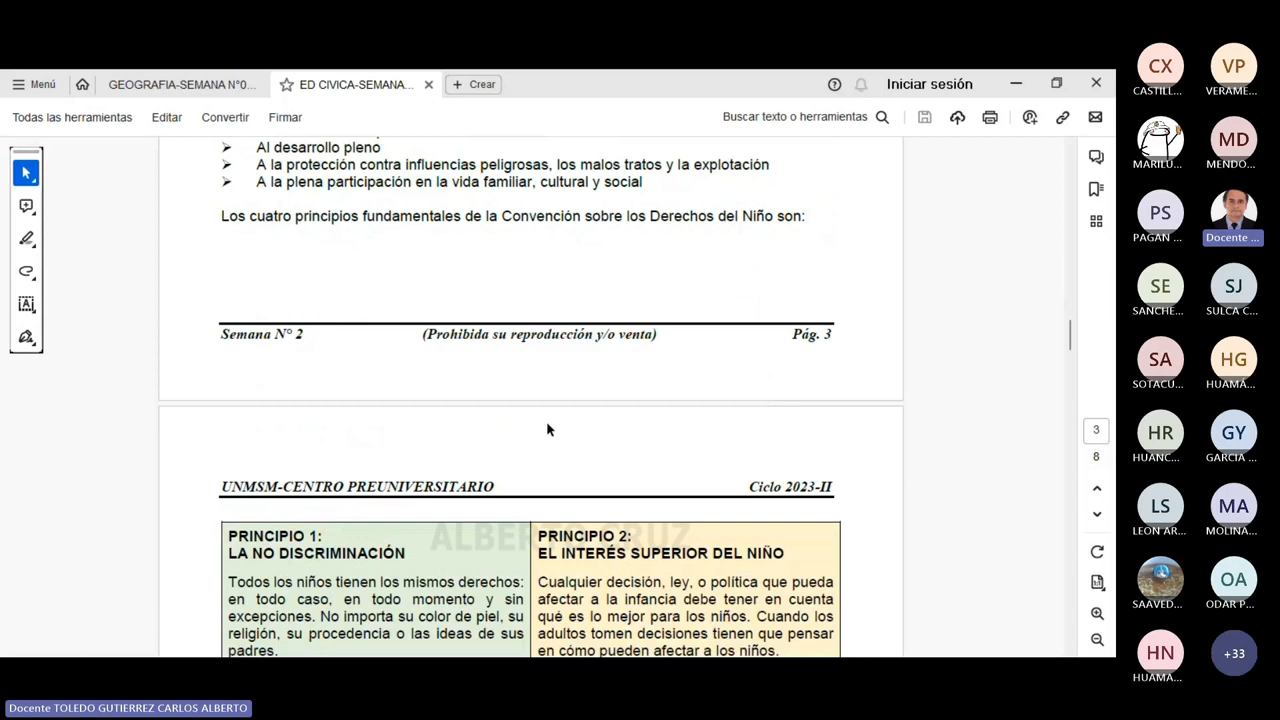 Menú
GEOGRAFIA-SEMANA N°0...
ED CIVICA-SEMANA...
Crear
Iniciar sesión
Todas las herramientas
Editar
Convertir
Firmar
Buscar texto o herramientas
➢ Al desarrollo pleno
➢ A la protección contra influencias peligrosas, los malos tratos y la explotación
➢ A la plena participación en la vida familiar, cultural y social
Los cuatro principios fundamentales de la Convención sobre los Derechos del Niño son:
Semana N° 2 (Prohibida su reproducción y/o venta) Pág. 3
UNMSM-CENTRO PREUNIVERSITARIO Ciclo 2023-II
ALBERTO CRUZ
PRINCIPIO 1:
LA NO DISCRIMINACIÓN
Todos los niños tienen los mismos derechos:
en todo caso, en todo momento y sin
excepciones. No importa su color de piel, su
religión, su procedencia o las ideas de sus
padres.
PRINCIPIO 2:
EL INTERÉS SUPERIOR DEL NIÑO
Cualquier decisión, ley, o política que pueda
afectar a la infancia debe tener en cuenta
qué es lo mejor para los niños. Cuando los
adultos tomen decisiones tienen que pensar
en cómo pueden afectar a los niños.
3
8
CX
CASTILL...
VP
VERAME...
MARILÚ...
MD
MENDO...
PS
PAGAN ...
Docente ...
SE
SANCHE...
SJ
SULCA C...
SA
SOTACU...
HG
HUAMÁ...
HR
HUANC...
GY
GARCIA ...
LS
LEON AR...
MA
MOLINA...
SAAVED...
OA
ODAR P...
HN
HUAMA...
+33
Docente TOLEDO GUTIERREZ CARLOS ALBERTO